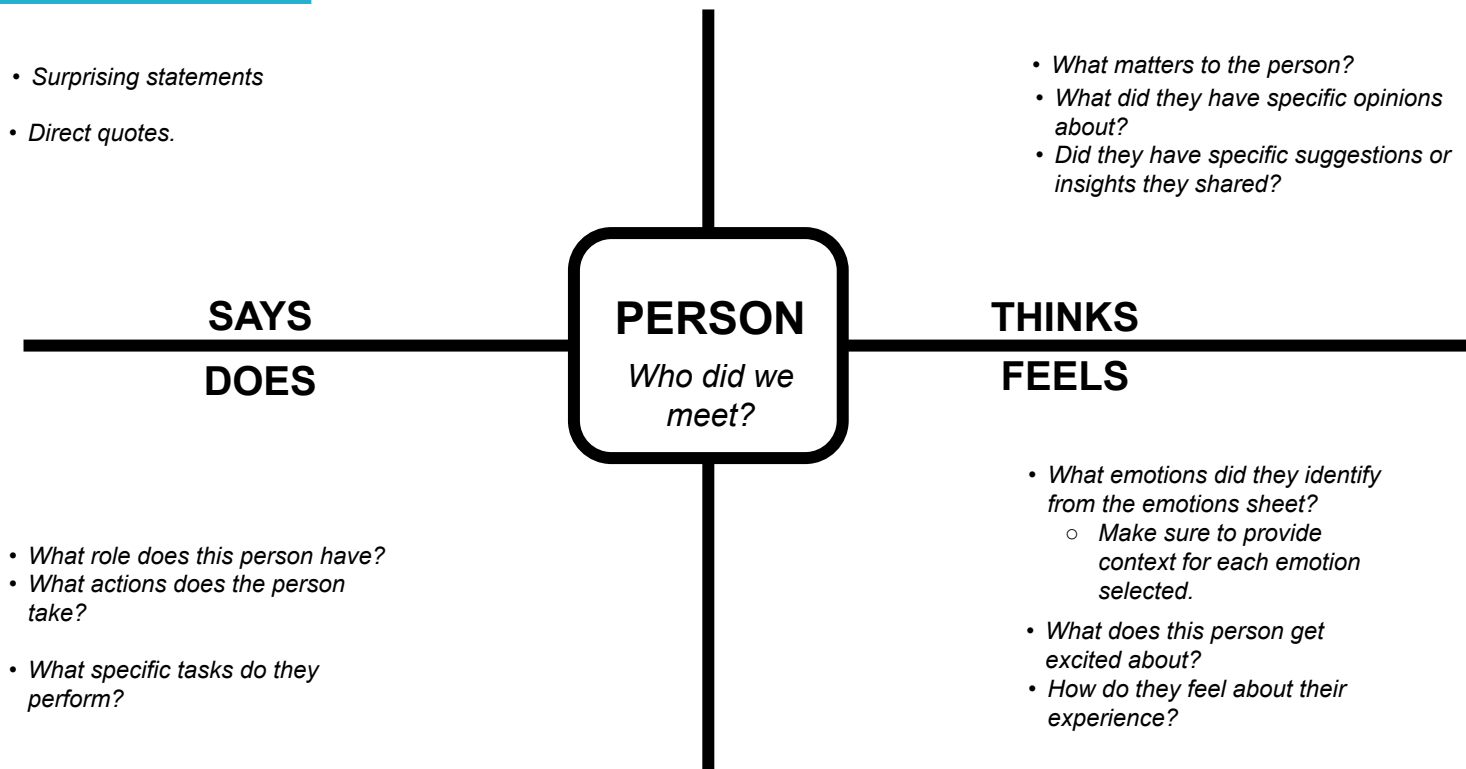 • Surprising statements
• Direct quotes.
• What matters to the person?
• What did they have specific opinions
about?
• Did they have specific suggestions or
insights they shared?
SAYS
DOES
PERSON
Who did we
meet?
THINKS
FEELS
• What role does this person have?
• What actions does the person
take?
• What specific tasks do they
perform?
• What emotions did they identify
from the emotions sheet?
○ Make sure to provide
context for each emotion
selected.
• What does this person get
excited about?
• How do they feel about their
experience?